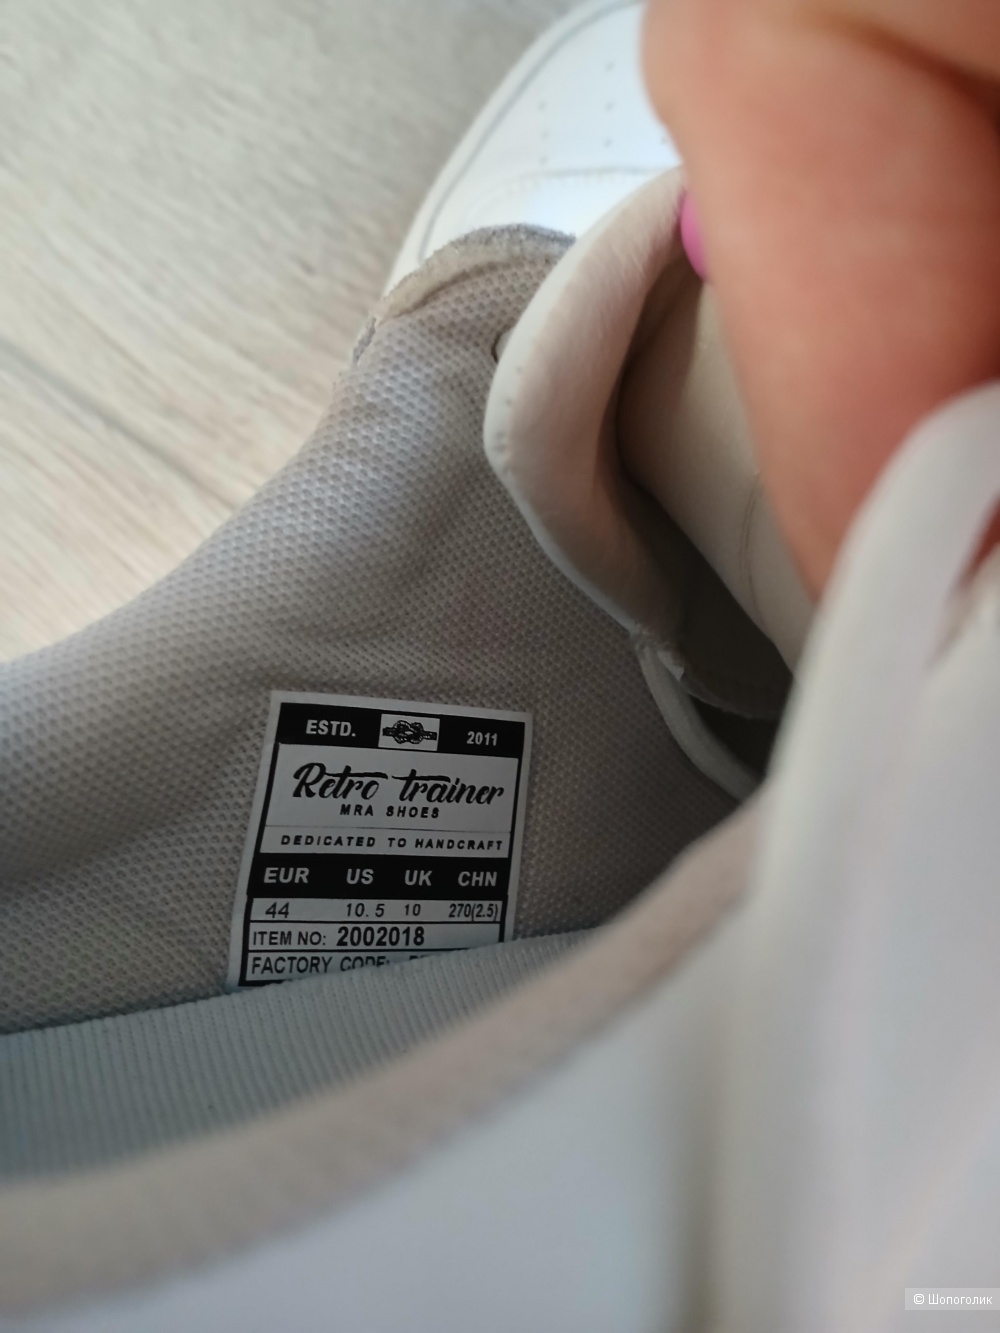 ESTD. 2011
Retro trainer
MRA SHOES
DEDICATED TO HANDCRAFT
EUR US UK CHN
44 10.5 10 270(2.5)
ITEM NO: 2002018
FACTORY CODE:
© Шопоголик